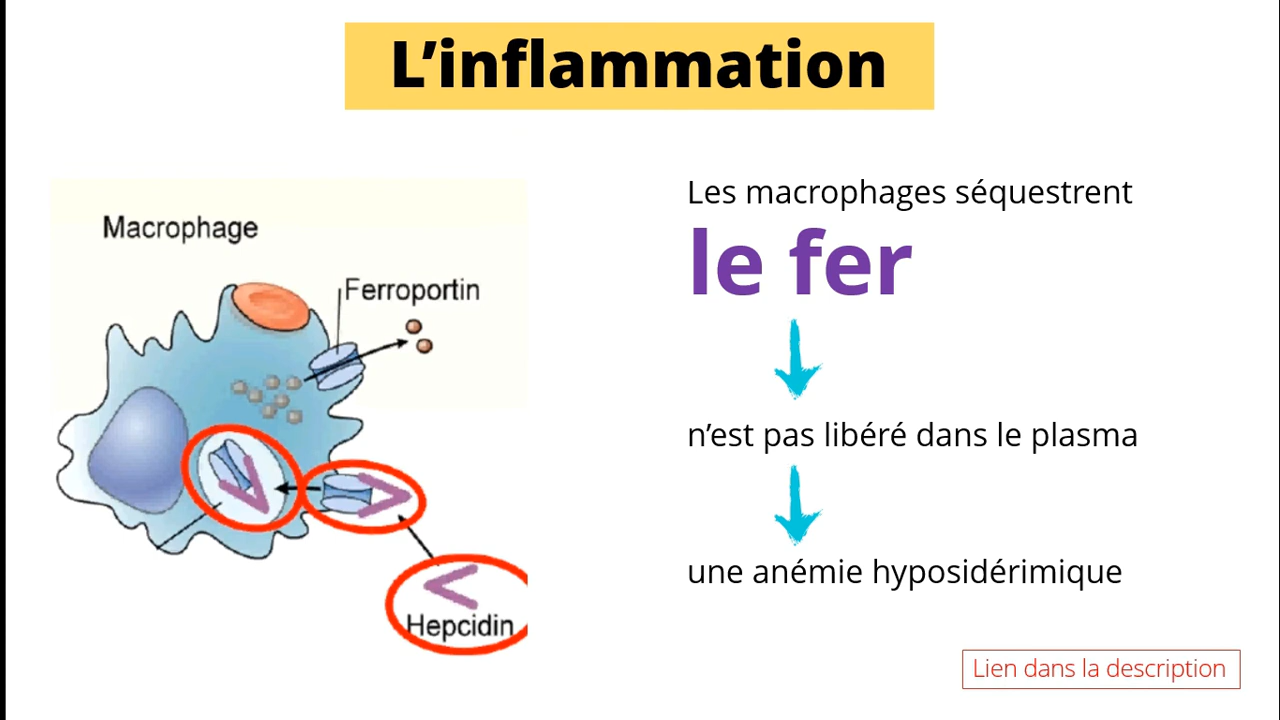 L’inflammation
Macrophage
Ferroportin
Hepcidin
Les macrophages séquestrent
le fer
n’est pas libéré dans le plasma
une anémie hyposidérimique
Lien dans la description